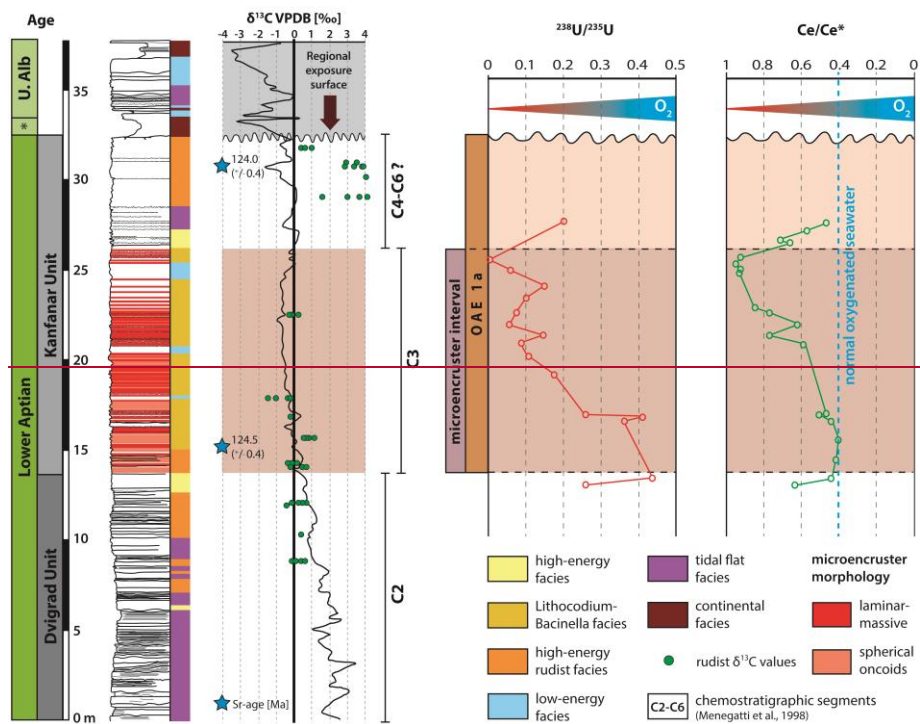 Age
δ¹³C VPDB [‰]
-4 -3 -2 -1 0 1 2 3 4
²³⁸U/²³⁵U
0 0.1 0.2 0.3 0.4 0.5
Ce/Ce*
1 0.8 0.6 0.4 0.2 0
O₂
O₂
U. Alb
*
Lower Aptian
Kanfanar Unit
Dvigrad Unit
35
30
25
20
15
10
5
0 m
Regional
exposure
surface
124.0
(⁺/- 0.4)
124.5
(⁺/- 0.4)
Sr-age [Ma]
C4-C6 ?
C3
C2
microencruster interval
OAE 1a
normal oxygenated seawater
high-energy
facies
Lithocodium-
Bacinella facies
high-energy
rudist facies
low-energy
facies
tidal flat
facies
continental
facies
rudist δ¹³C values
C2-C6 chemostratigraphic segments
(Menegatti et al., 1998)
microencruster
morphology
laminar-
massive
spherical
oncoids